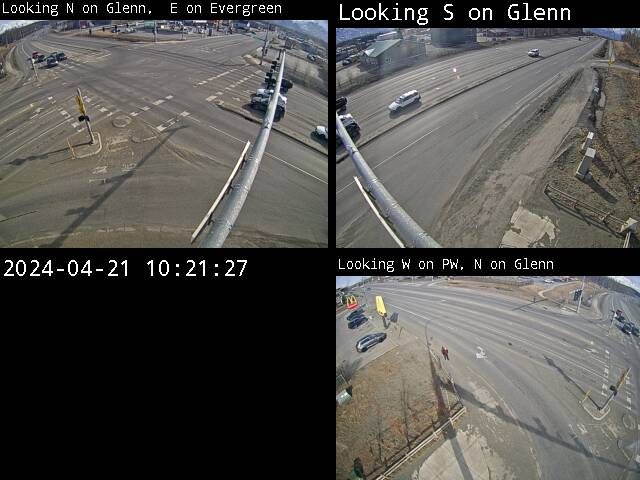 Looking N on Glenn, E on Evergreen
Looking S on Glenn
2024-04-21 10:21:27
Looking W on PW, N on Glenn